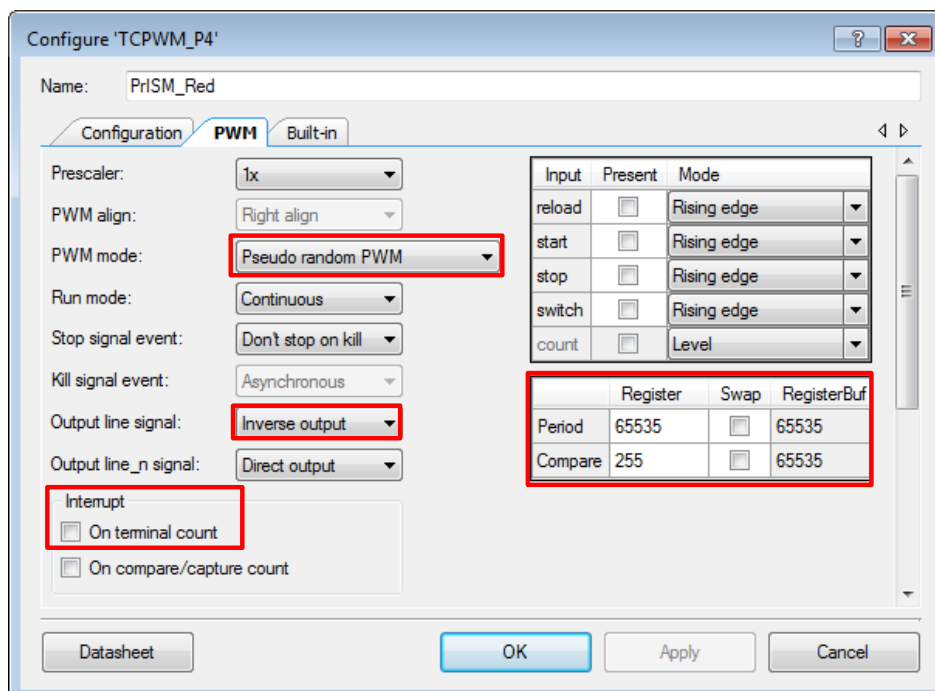 Configure 'TCPWM_P4'
Name: PrISM_Red
Configuration PWM Built-in
Prescaler: 1x
PWM align: Right align
PWM mode: Pseudo random PWM
Run mode: Continuous
Stop signal event: Don't stop on kill
Kill signal event: Asynchronous
Output line signal: Inverse output
Output line_n signal: Direct output
Interrupt
On terminal count
On compare/capture count
Input Present Mode
reload Rising edge
start Rising edge
stop Rising edge
switch Rising edge
count Level
Register Swap RegisterBuf
Period 65535 65535
Compare 255 65535
Datasheet OK Apply Cancel